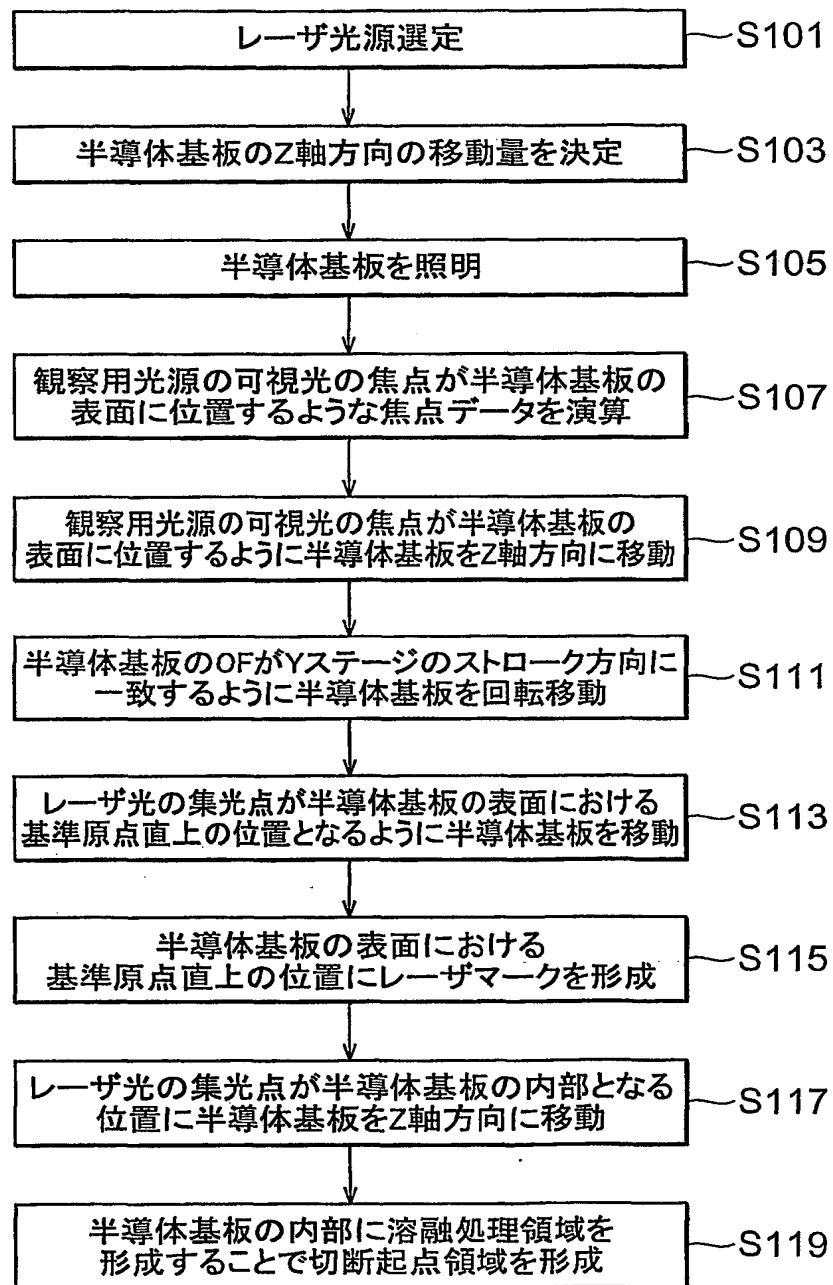 レーザ光源選定
S101
半導体基板のZ軸方向の移動量を決定
S103
半導体基板を照明
S105
観察用光源の可視光の焦点が半導体基板の
表面に位置するような焦点データを演算
S107
観察用光源の可視光の焦点が半導体基板の
表面に位置するように半導体基板をZ軸方向に移動
S109
半導体基板のOFがYステージのストローク方向に
一致するように半導体基板を回転移動
S111
レーザ光の集光点が半導体基板の表面における
基準原点直上の位置となるように半導体基板を移動
S113
半導体基板の表面における
基準原点直上の位置にレーザマークを形成
S115
レーザ光の集光点が半導体基板の内部となる
位置に半導体基板をZ軸方向に移動
S117
半導体基板の内部に溶融処理領域を
形成することで切断起点領域を形成
S119